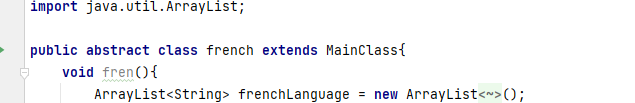 import java.util.ArrayList;
public abstract class french extends MainClass{
void fren(){
ArrayList<String> frenchLanguage = new ArrayList<~>();